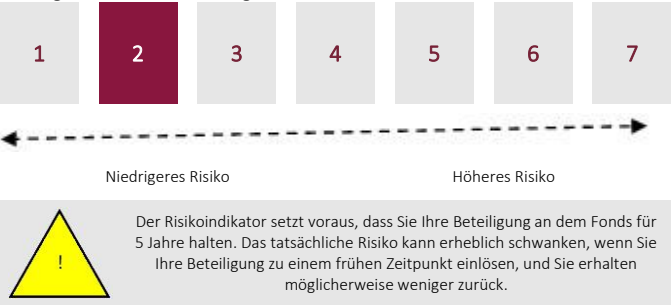 1 2 3 4 5 6 7
Niedrigeres Risiko Höheres Risiko
! Der Risikoindikator setzt voraus, dass Sie Ihre Beteiligung an dem Fonds für
5 Jahre halten. Das tatsächliche Risiko kann erheblich schwanken, wenn Sie
Ihre Beteiligung zu einem frühen Zeitpunkt einlösen, und Sie erhalten
möglicherweise weniger zurück.